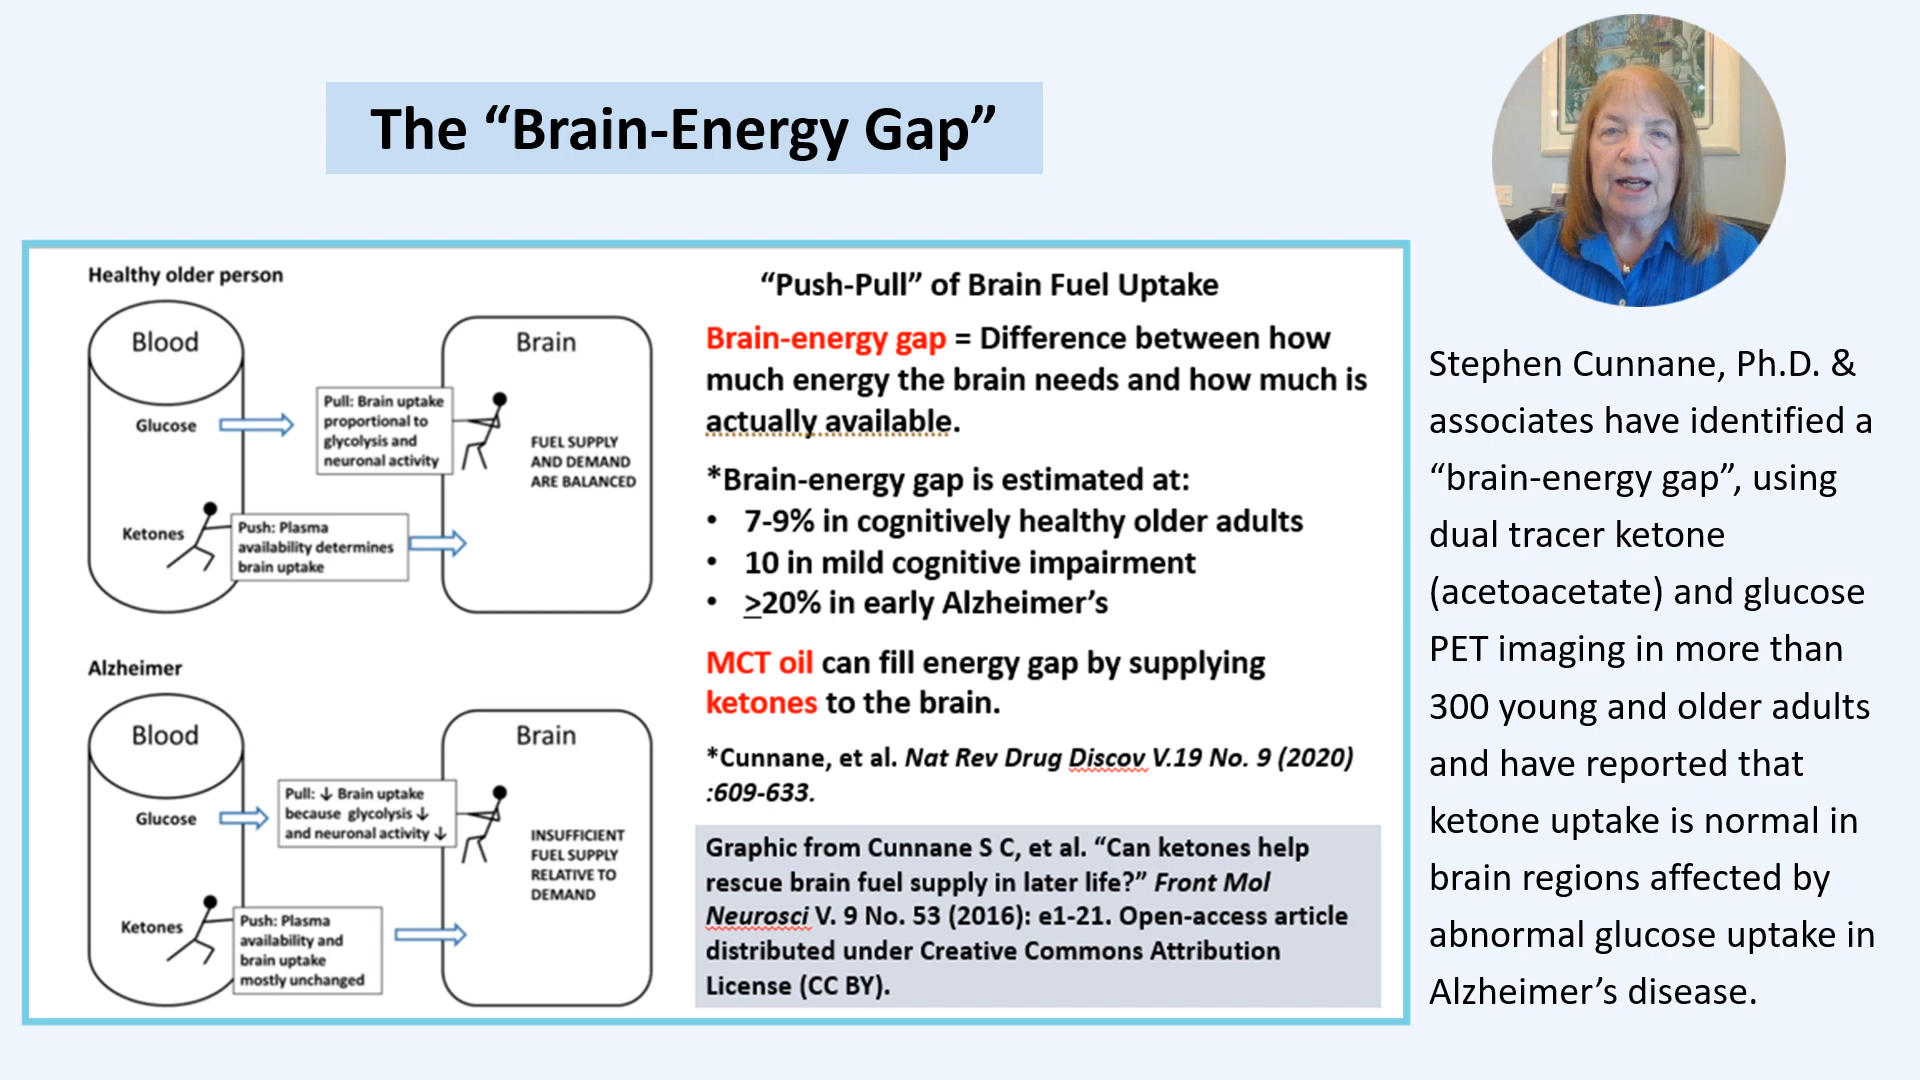 The “Brain-Energy Gap”
Healthy older person
Blood
Brain
Glucose
Pull: Brain uptake
proportional to
glycolysis and
neuronal activity
FUEL SUPPLY
AND DEMAND
ARE BALANCED
Ketones
Push: Plasma
availability determines
brain uptake
Alzheimer
Blood
Brain
Glucose
Pull: ↓ Brain uptake
because glycolysis ↓
and neuronal activity ↓
INSUFFICIENT
FUEL SUPPLY
RELATIVE TO
DEMAND
Ketones
Push: Plasma
availability and
brain uptake
mostly unchanged
“Push-Pull” of Brain Fuel Uptake
Brain-energy gap = Difference between how
much energy the brain needs and how much is
actually available.
*Brain-energy gap is estimated at:
• 7-9% in cognitively healthy older adults
• 10 in mild cognitive impairment
• ≥20% in early Alzheimer’s
MCT oil can fill energy gap by supplying
ketones to the brain.
*Cunnane, et al. Nat Rev Drug Discov V.19 No. 9 (2020)
:609-633.
Graphic from Cunnane S C, et al. “Can ketones help
rescue brain fuel supply in later life?” Front Mol
Neurosci V. 9 No. 53 (2016): e1-21. Open-access article
distributed under Creative Commons Attribution
License (CC BY).
Stephen Cunnane, Ph.D. &
associates have identified a
“brain-energy gap”, using
dual tracer ketone
(acetoacetate) and glucose
PET imaging in more than
300 young and older adults
and have reported that
ketone uptake is normal in
brain regions affected by
abnormal glucose uptake in
Alzheimer’s disease.